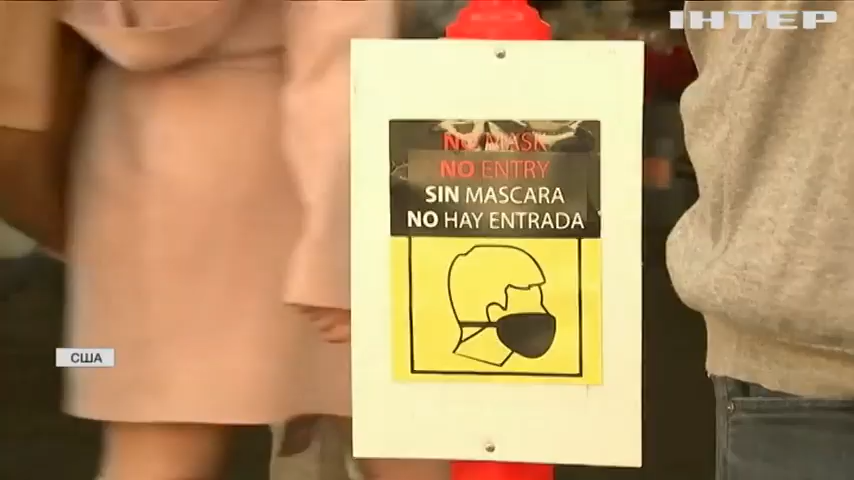 ІНТЕР
NO MASK
NO ENTRY
SIN MASCARA
NO HAY ENTRADA
США